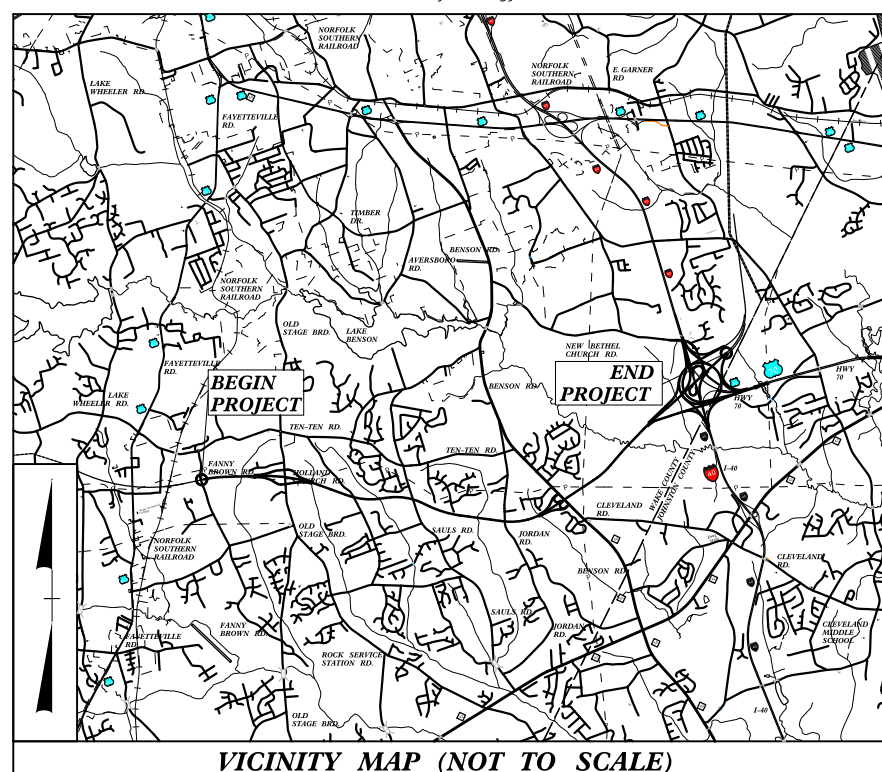 NORFOLK
SOUTHERN
RAILROAD
NORFOLK
SOUTHERN
RAILROAD
E. GARNER
RD
LAKE
WHEELER RD.
FAYETTEVILLE
RD.
TIMBER
DR.
BENSON RD.
AVERSBORO
RD.
NORFOLK
SOUTHERN
RAILROAD
OLD
STAGE BRD.
LAKE
BENSON
NEW BETHEL
CHURCH RD.
FAYETTEVILLE
RD.
BEGIN
PROJECT
END
PROJECT
BENSON RD.
HWY
70
HWY
70
LAKE
WHEELER RD.
TEN-TEN RD.
TEN-TEN RD.
FANNY
BROWN RD.
HOLLAND
CHURCH RD.
40
I-40
WAKE COUNTY
JOHNSTON COUNTY
CLEVELAND
RD.
OLD
STAGE BRD.
SAULS RD.
JORDAN
RD.
NORFOLK
SOUTHERN
RAILROAD
BENSON RD.
CLEVELAND
RD.
SAULS RD.
JORDAN
RD.
FANNY
BROWN RD.
FAYETTEVILLE
RD.
CLEVELAND
MIDDLE
SCHOOL
ROCK SERVICE
STATION RD.
OLD
STAGE BRD.
I-40
VICINITY MAP (NOT TO SCALE)